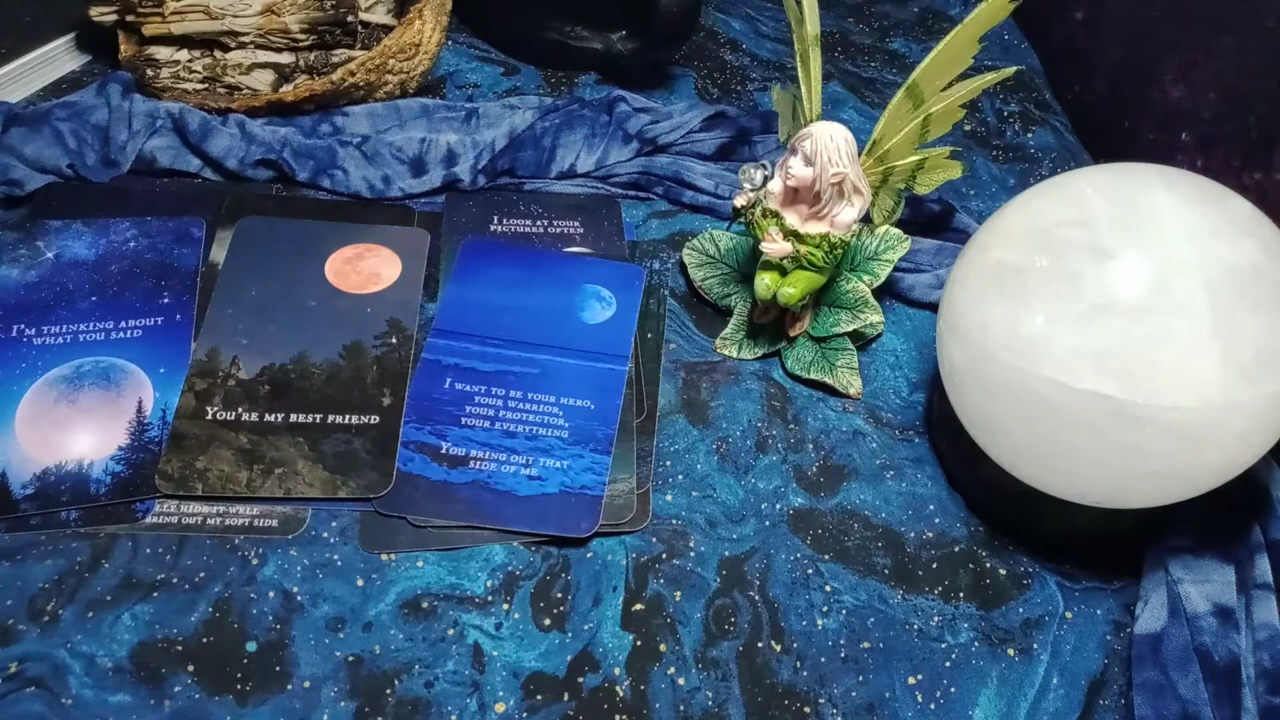 I LOOK AT YOUR
PICTURES OFTEN
I'M THINKING ABOUT
WHAT YOU SAID
YOU'RE MY BEST FRIEND
I WANT TO BE YOUR HERO,
YOUR WARRIOR,
YOUR PROTECTOR,
YOUR EVERYTHING
YOU BRING OUT THAT
SIDE OF ME
HIDE IT WELL
BRING OUT MY SOFT SIDE